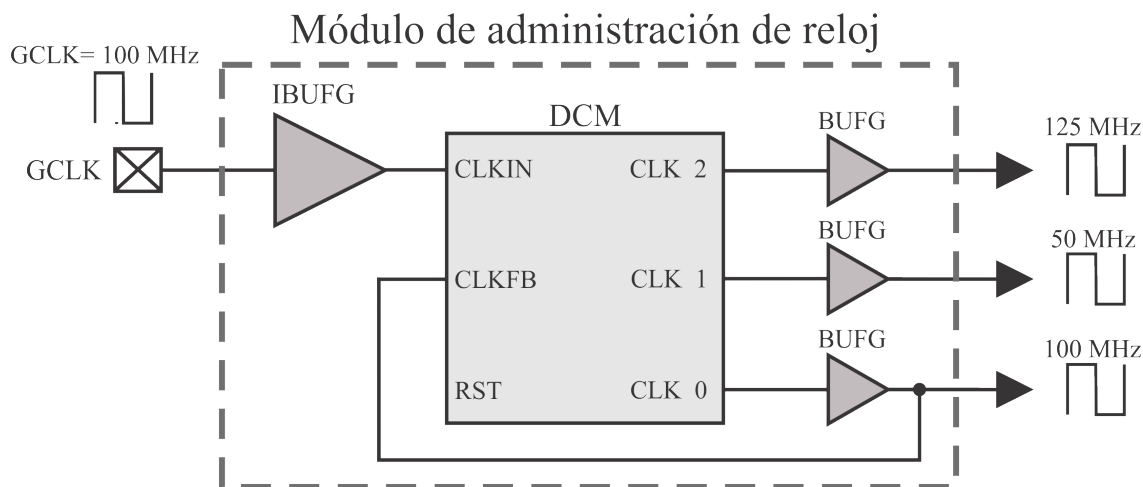 Módulo de administración de reloj
GCLK= 100 MHz
IBUFG
DCM
BUFG
125 MHz
GCLK
CLKIN
CLK 2
BUFG
50 MHz
CLKFB
CLK 1
BUFG
100 MHz
RST
CLK 0